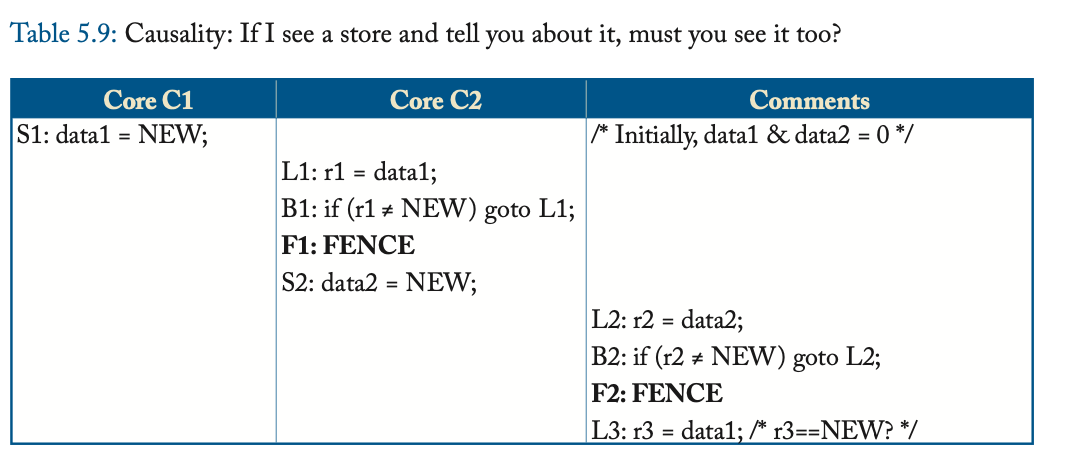 Table 5.9: Causality: If I see a store and tell you about it, must you see it too?
Core C1 Core C2 Comments
S1: data1 = NEW; /* Initially, data1 & data2 = 0 */
L1: r1 = data1;
B1: if (r1 ≠ NEW) goto L1;
F1: FENCE
S2: data2 = NEW;
L2: r2 = data2;
B2: if (r2 ≠ NEW) goto L2;
F2: FENCE
L3: r3 = data1; /* r3==NEW? */